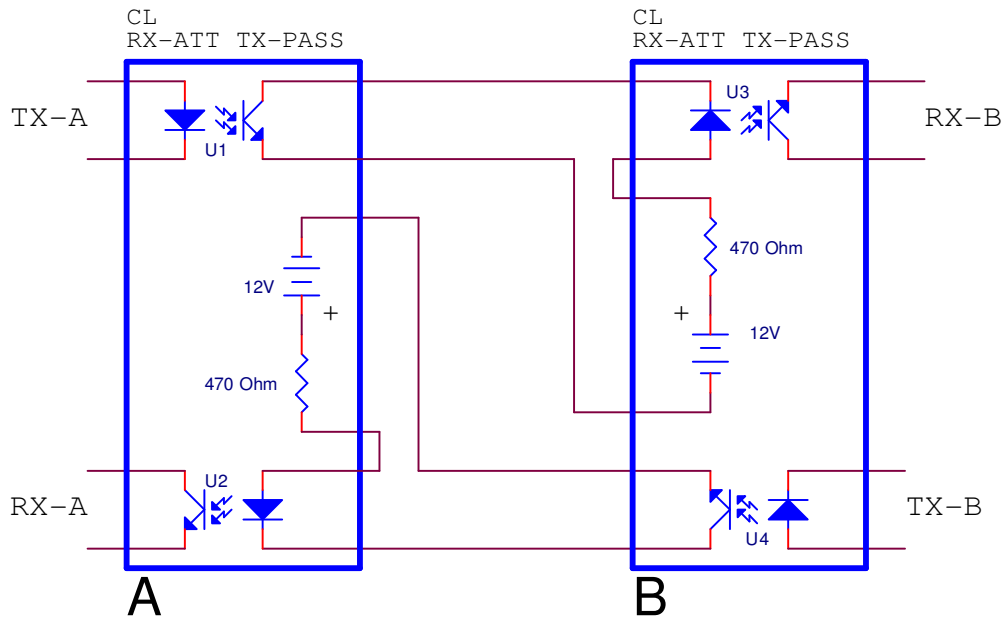 CL
RX-ATT TX-PASS
CL
RX-ATT TX-PASS
TX-A
U1
U3
RX-B
470 Ohm
12V
+
+
12V
470 Ohm
RX-A
U2
U4
TX-B
A
B